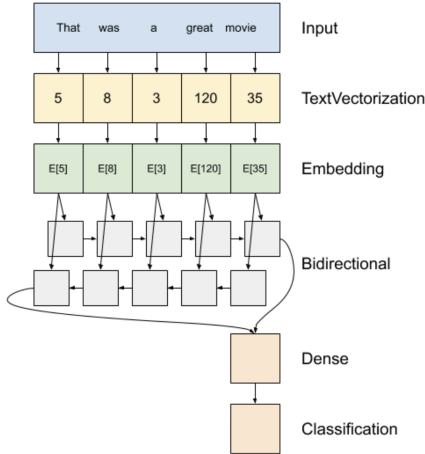 That was a great movie Input
5 8 3 120 35 TextVectorization
E[5] E[8] E[3] E[120] E[35] Embedding
Bidirectional
Dense
Classification